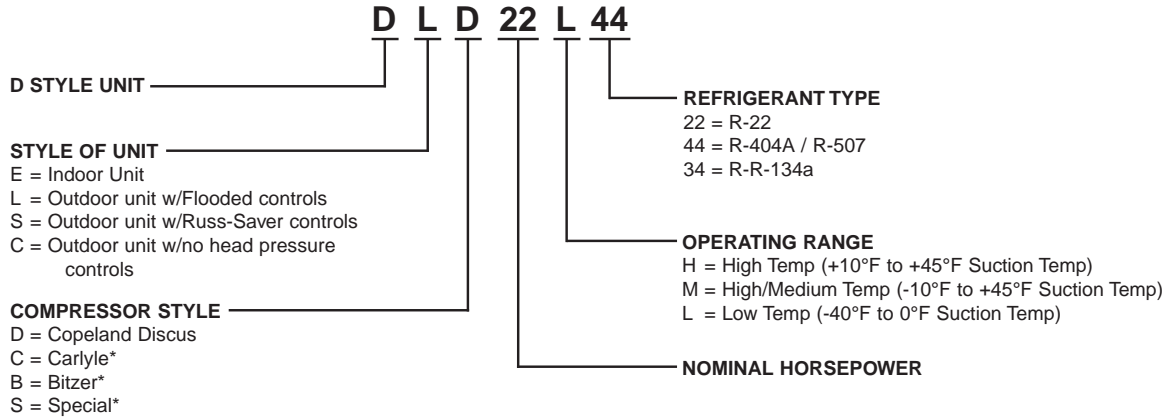 D L D 22 L 44
D STYLE UNIT
STYLE OF UNIT
E = Indoor Unit
L = Outdoor unit w/Flooded controls
S = Outdoor unit w/Russ-Saver controls
C = Outdoor unit w/no head pressure
controls
COMPRESSOR STYLE
D = Copeland Discus
C = Carlyle*
B = Bitzer*
S = Special*
REFRIGERANT TYPE
22 = R-22
44 = R-404A / R-507
34 = R-R-134a
OPERATING RANGE
H = High Temp (+10°F to +45°F Suction Temp)
M = High/Medium Temp (-10°F to +45°F Suction Temp)
L = Low Temp (-40°F to 0°F Suction Temp)
NOMINAL HORSEPOWER